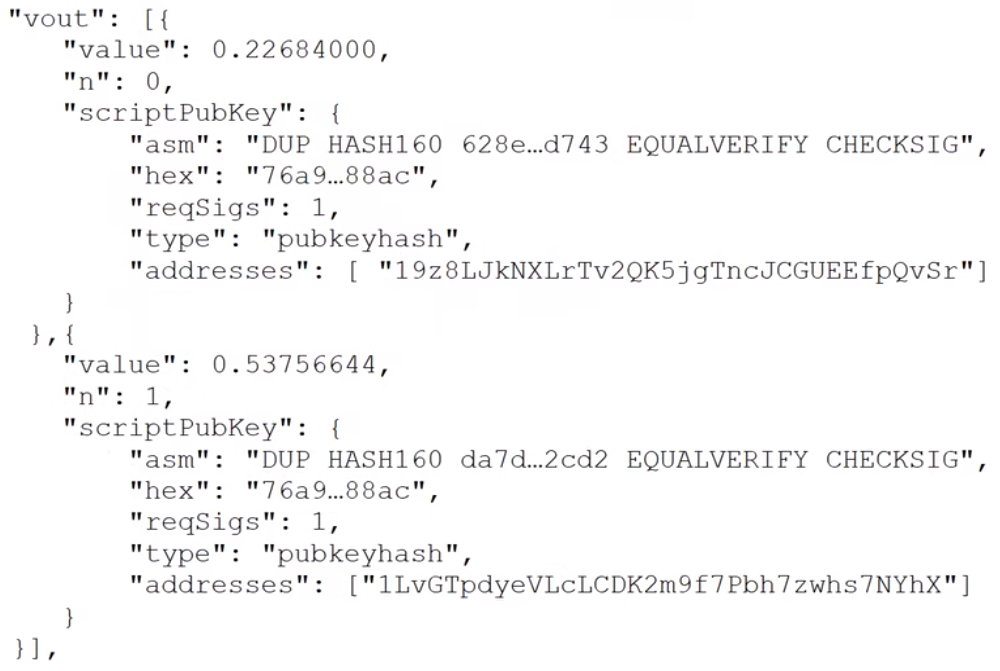 "vout": [{
"value": 0.22684000,
"n": 0,
"scriptPubKey": {
"asm": "DUP HASH160 628e…d743 EQUALVERIFY CHECKSIG",
"hex": "76a9…88ac",
"reqSigs": 1,
"type": "pubkeyhash",
"addresses": [ "19z8LJkNXLrTv2QK5jgTncJCGUEEfpQvSr"]
}
},{
"value": 0.53756644,
"n": 1,
"scriptPubKey": {
"asm": "DUP HASH160 da7d…2cd2 EQUALVERIFY CHECKSIG",
"hex": "76a9…88ac",
"reqSigs": 1,
"type": "pubkeyhash",
"addresses": ["1LvGTpdyeVLcLCDK2m9f7Pbh7zwhs7NYhX"]
}
}],